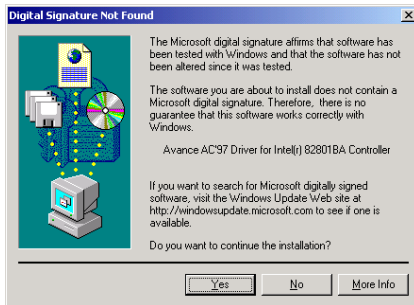 Digital Signature Not Found
The Microsoft digital signature affirms that software has
been tested with Windows and that the software has not
been altered since it was tested.
The software you are about to install does not contain a
Microsoft digital signature. Therefore, there is no
guarantee that this software works correctly with
Windows.
Avance AC'97 Driver for Intel(r) 82801BA Controller
If you want to search for Microsoft digitally signed
software, visit the Windows Update Web site at
http://windowsupdate.microsoft.com to see if one is
available.
Do you want to continue the installation?
Yes No More Info